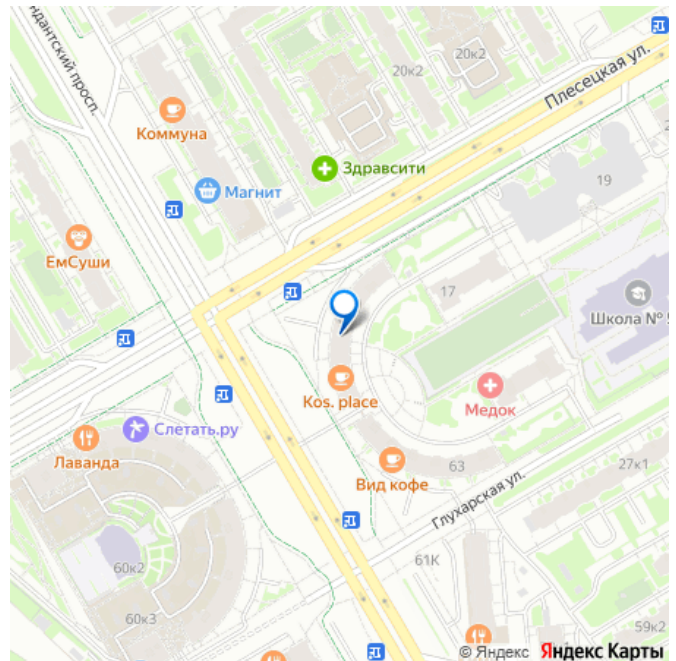 ндантский просп.
20к2
20к2
Плесецкая ул.
Коммуна
Здравсити
Магнит
19
ЕмСуши
17
Школа №
Kos. place
Медок
Слетать.ру
Лаванда
63
27к1
Вид кофе
Глухарская ул.
61К
60к2
60к3
59к2
© Яндекс Яндекс Карты